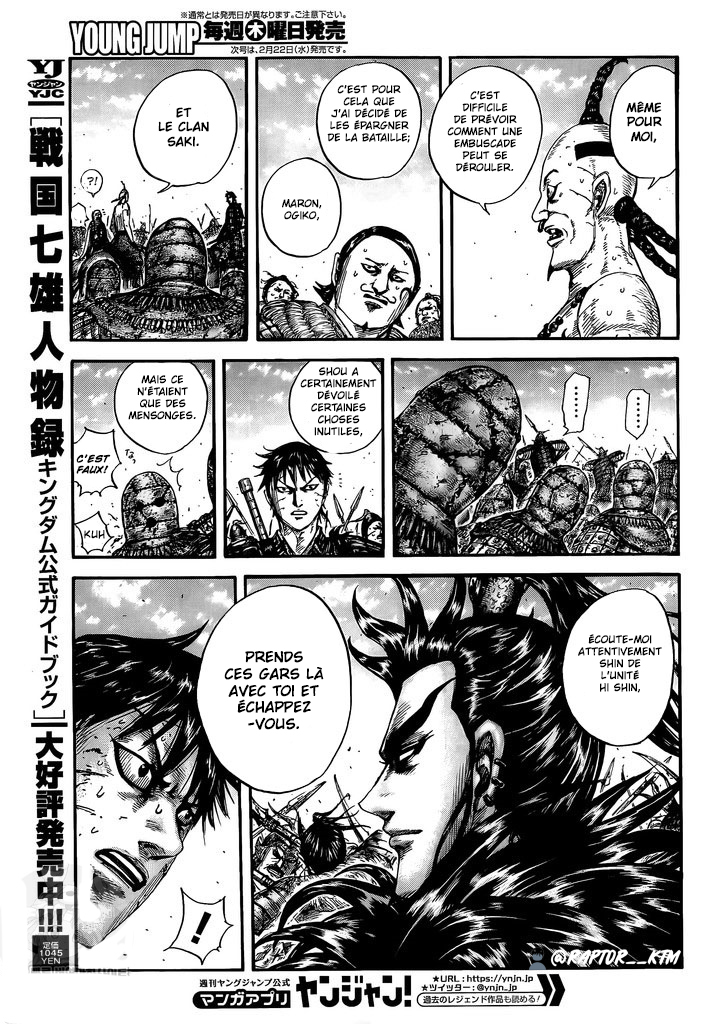 ※通常とは発売日が異なります。ご注意下さい。
YOUNG JUMP 毎週木曜日発売
次号は、2月22日(水)発売です。
YJ
ヤンジャン
YJC
[戦国七雄人物録 キングダム公式ガイドブック]大好評発売中!!!
定価
1045
YEN
MÊME
POUR
MOI,
C'EST
DIFFICILE
DE PRÉVOIR
COMMENT UNE
EMBUSCADE
PEUT SE
DÉROULER.
C'EST POUR
CELA QUE
J'AI DÉCIDÉ DE
LES ÉPARGNER
DE LA BATAILLE;
MARON,
OGIKO,
ET
LE CLAN
SAKI.
?!
.....
.....
SHOU A
CERTAINEMENT
DÉVOILÉ
CERTAINES
CHOSES
INUTILES,
MAIS CE
N'ÉTAIENT
QUE DES
MENSONGES.
C'EST
FAUX!
KUH
ÉCOUTE-MOI
ATTENTIVEMENT
SHIN DE
L'UNITÉ
HI SHIN,
PRENDS
CES GARS LÀ
AVEC TOI ET
ÉCHAPPEZ
-VOUS.
!
@RAPTOR__KTM
週刊ヤングジャンプ公式
マンガアプリ
ヤンジャン!
★URL:https://ynjn.jp
★ツイッター:@ynjn_jp
過去のレジェンド作品も読める!